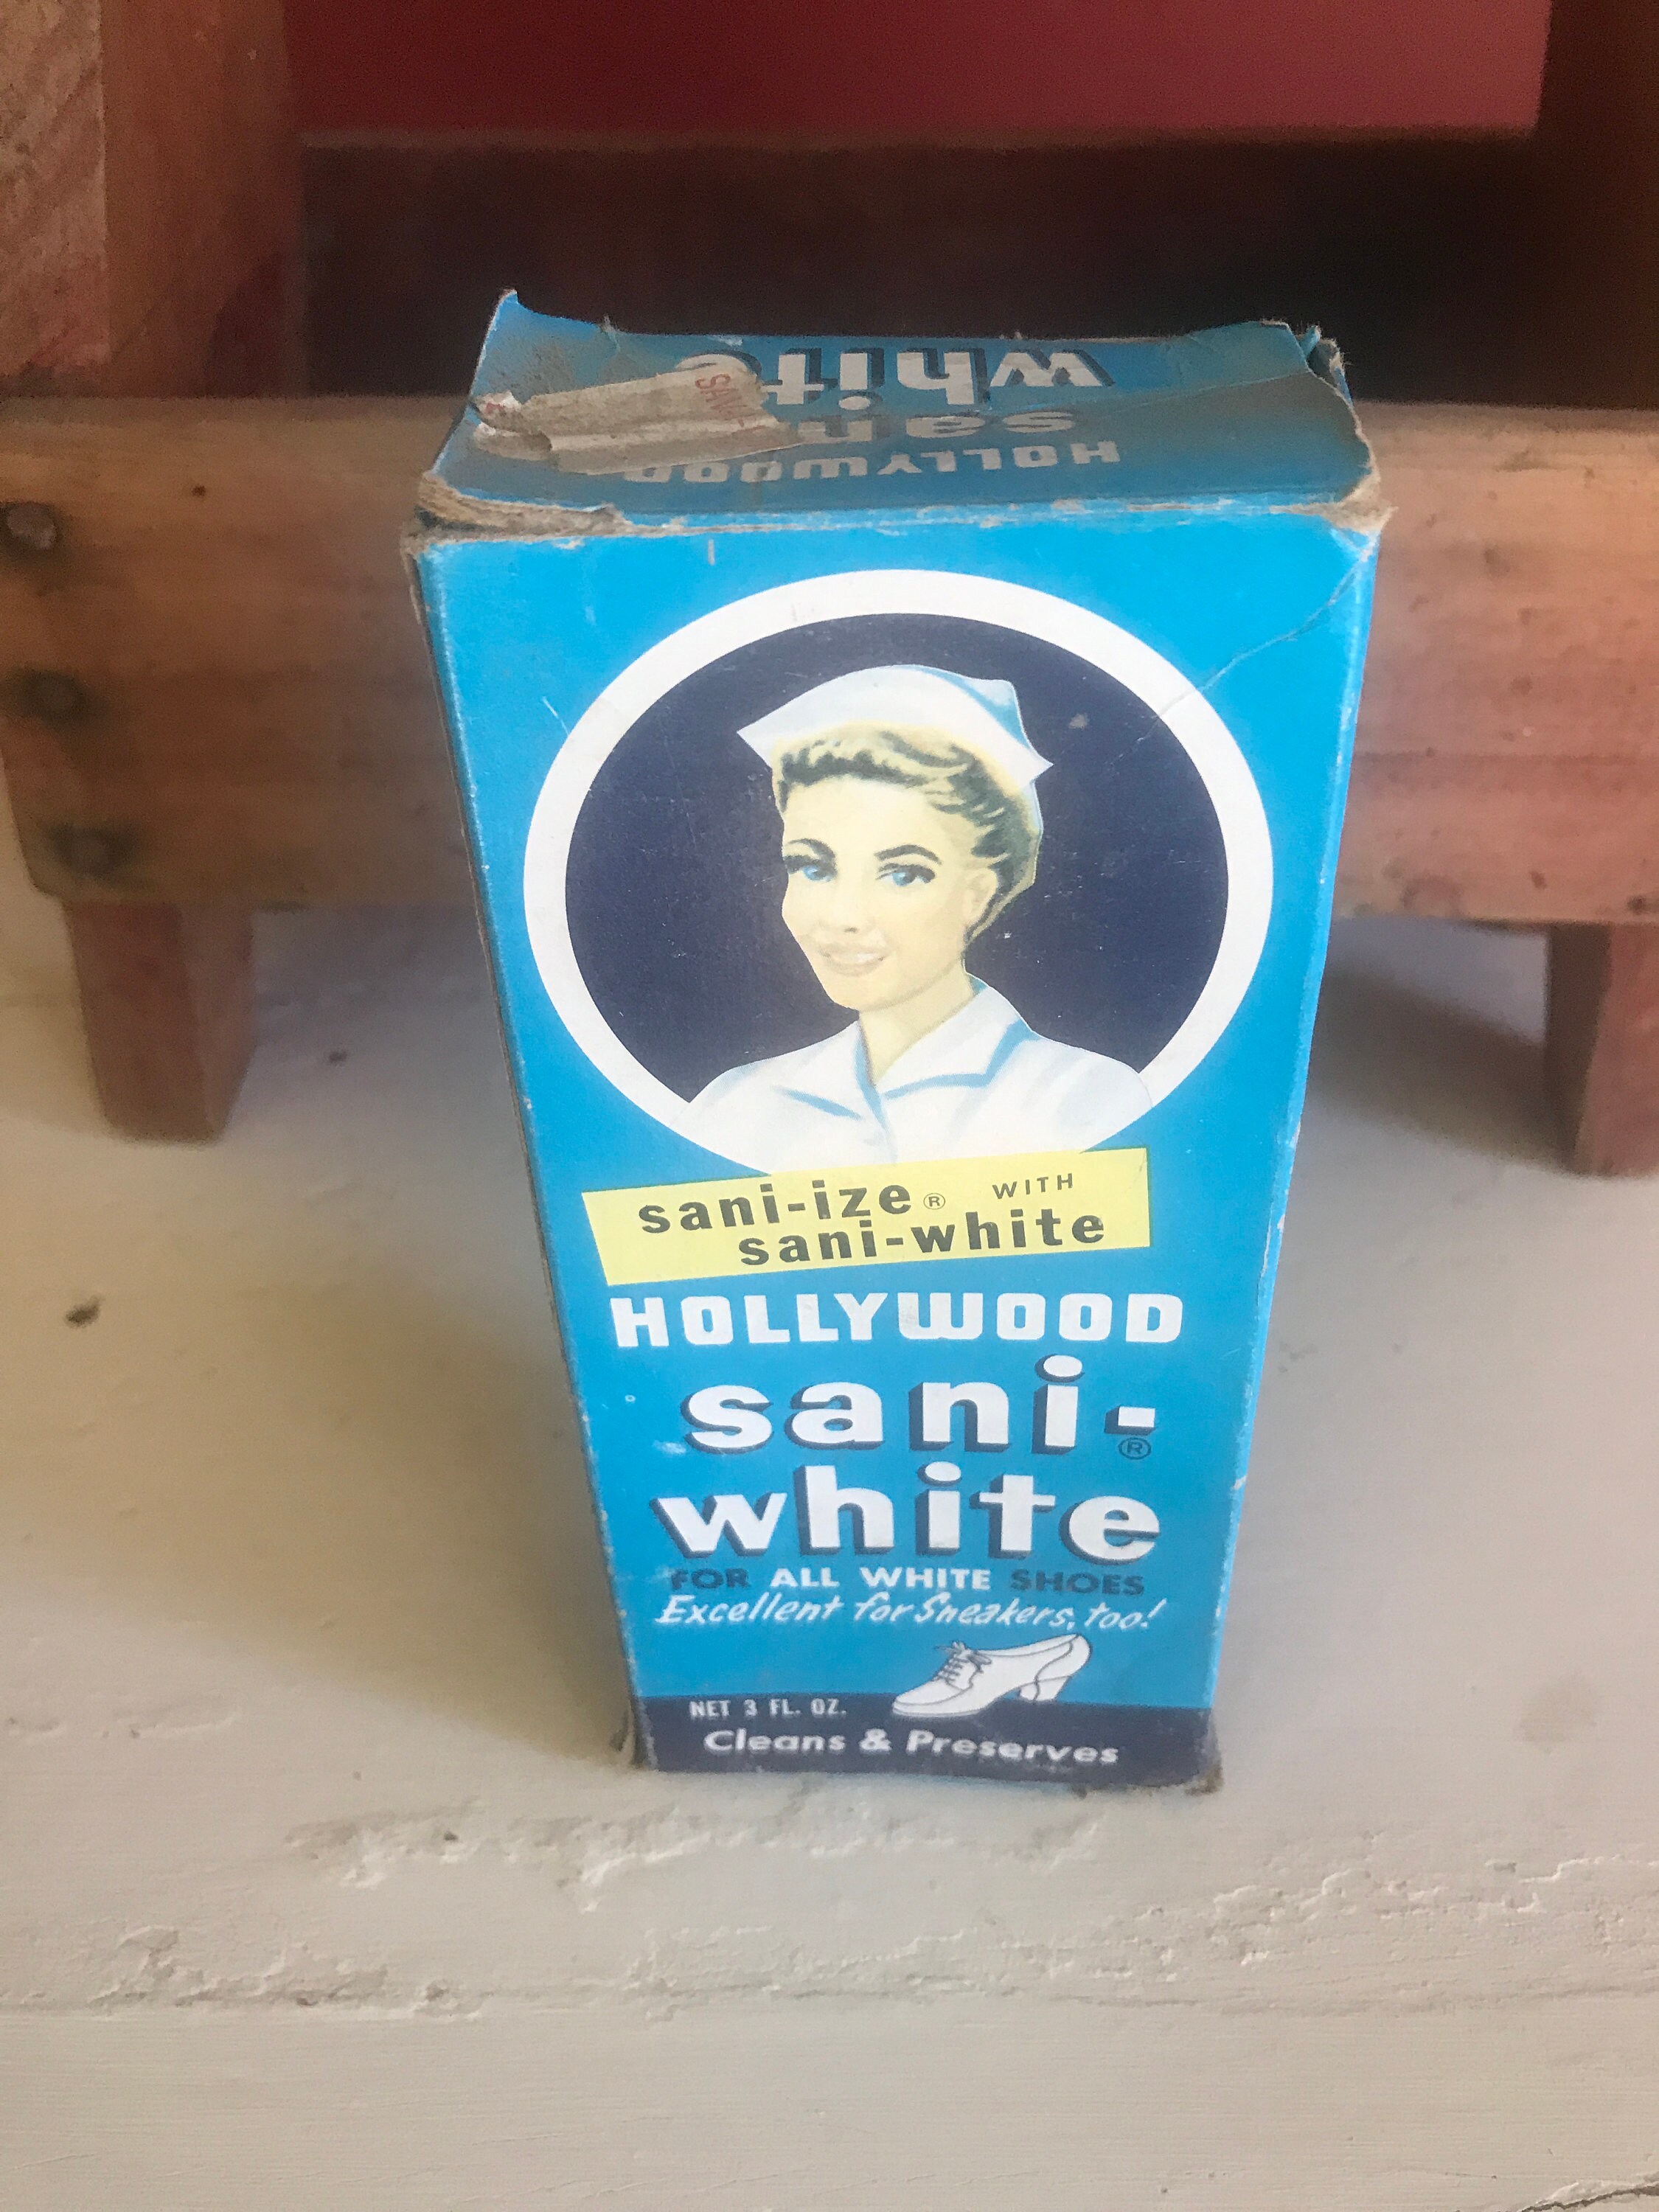 HOLLYWOOD
sani
white
sani-ize® WITH
sani-white
HOLLYWOOD
sani-®
white
FOR ALL WHITE SHOES
Excellent for Sneakers, too!
NET 3 FL. OZ.
Cleans & Preserves